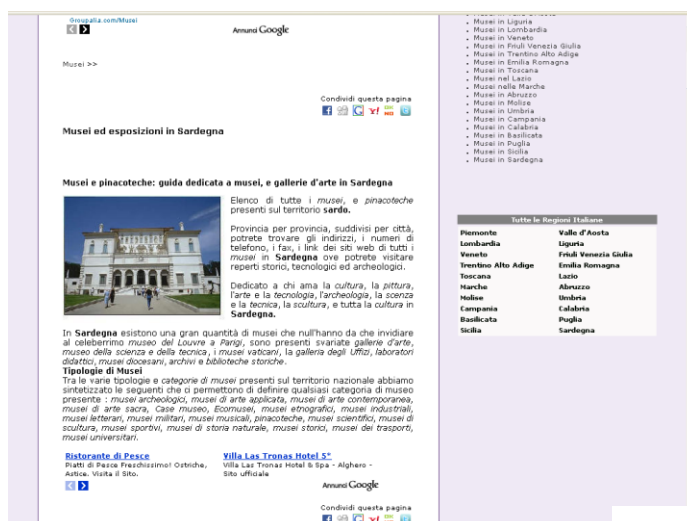 Groupalia.com/Musei
Annunci Google
Musei >>
Condividi questa pagina
Musei ed esposizioni in Sardegna
Musei e pinacoteche: guida dedicata a musei, e gallerie d'arte in Sardegna
Elenco di tutte i musei, e pinacoteche
presenti sul territorio sardo.
Provincia per provincia, suddivisi per città,
potrete trovare gli indirizzi, i numeri di
telefono, i fax, i link dei siti web di tutti i
musei in Sardegna ove potrete visitare
reperti storici, tecnologici ed archeologici.
Dedicato a chi ama la cultura, la pittura,
l'arte e la tecnologia, l'archeologia, la scenza
e la tecnica, la scultura, e tutta la cultura in
Sardegna.
In Sardegna esistono una gran quantità di musei che null'hanno da che invidiare
al celeberrimo museo del Louvre a Parigi, sono presenti svariate gallerie d'arte,
museo della scienza e della tecnica, i musei vaticani, la galleria degli Uffizi, laboratori
didattici, musei diocesani, archivi e biblioteche storiche.
Tipologie di Musei
Tra le varie tipologie e categorie di musei presenti sul territorio nazionale abbiamo
sintetizzato le seguenti che ci permettono di definire qualsiasi categoria di museo
presente : musei archeologici, musei di arte applicata, musei di arte contemporanea,
musei di arte sacra, Case museo, Ecomusei, musei etnografici, musei industriali,
musei letterari, musei militari, musei musicali, pinacoteche, musei scientifici, musei di
scultura, musei sportivi, musei di storia naturale, musei storici, musei dei trasporti,
musei universitari.
Ristorante di Pesce
Piatti di Pesce Freschissimo! Ostriche,
Astice. Visita il Sito.
Villa Las Tronas Hotel 5*
Villa Las Tronas Hotel & Spa - Alghero -
Sito ufficiale
Annunci Google
Condividi questa pagina
Musei in Valle d'Aosta
Musei in Liguria
Musei in Lombardia
Musei in Veneto
Musei in Friuli Venezia Giulia
Musei in Trentino Alto Adige
Musei in Emilia Romagna
Musei in Toscana
Musei nel Lazio
Musei nelle Marche
Musei in Abruzzo
Musei in Molise
Musei in Umbria
Musei in Campania
Musei in Calabria
Musei in Basilicata
Musei in Puglia
Musei in Sicilia
Musei in Sardegna
Tutte le Regioni Italiane
Piemonte Valle d'Aosta
Lombardia Liguria
Veneto Friuli Venezia Giulia
Trentino Alto Adige Emilia Romagna
Toscana Lazio
Marche Abruzzo
Molise Umbria
Campania Calabria
Basilicata Puglia
Sicilia Sardegna